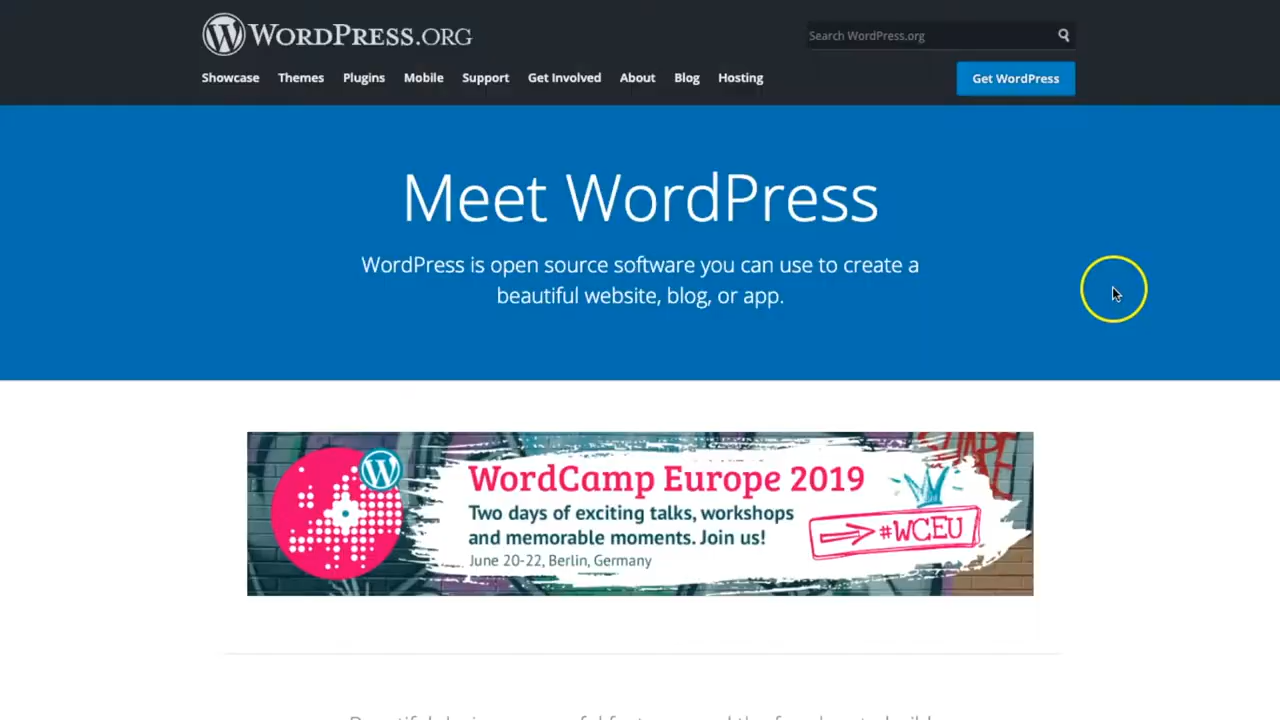 WORDPRESS.ORG
Search WordPress.org
Showcase Themes Plugins Mobile Support Get Involved About Blog Hosting
Get WordPress
Meet WordPress
WordPress is open source software you can use to create a
beautiful website, blog, or app.
SHAPE
WordCamp Europe 2019
Two days of exciting talks, workshops
and memorable moments. Join us!
#WCEU
June 20-22, Berlin, Germany